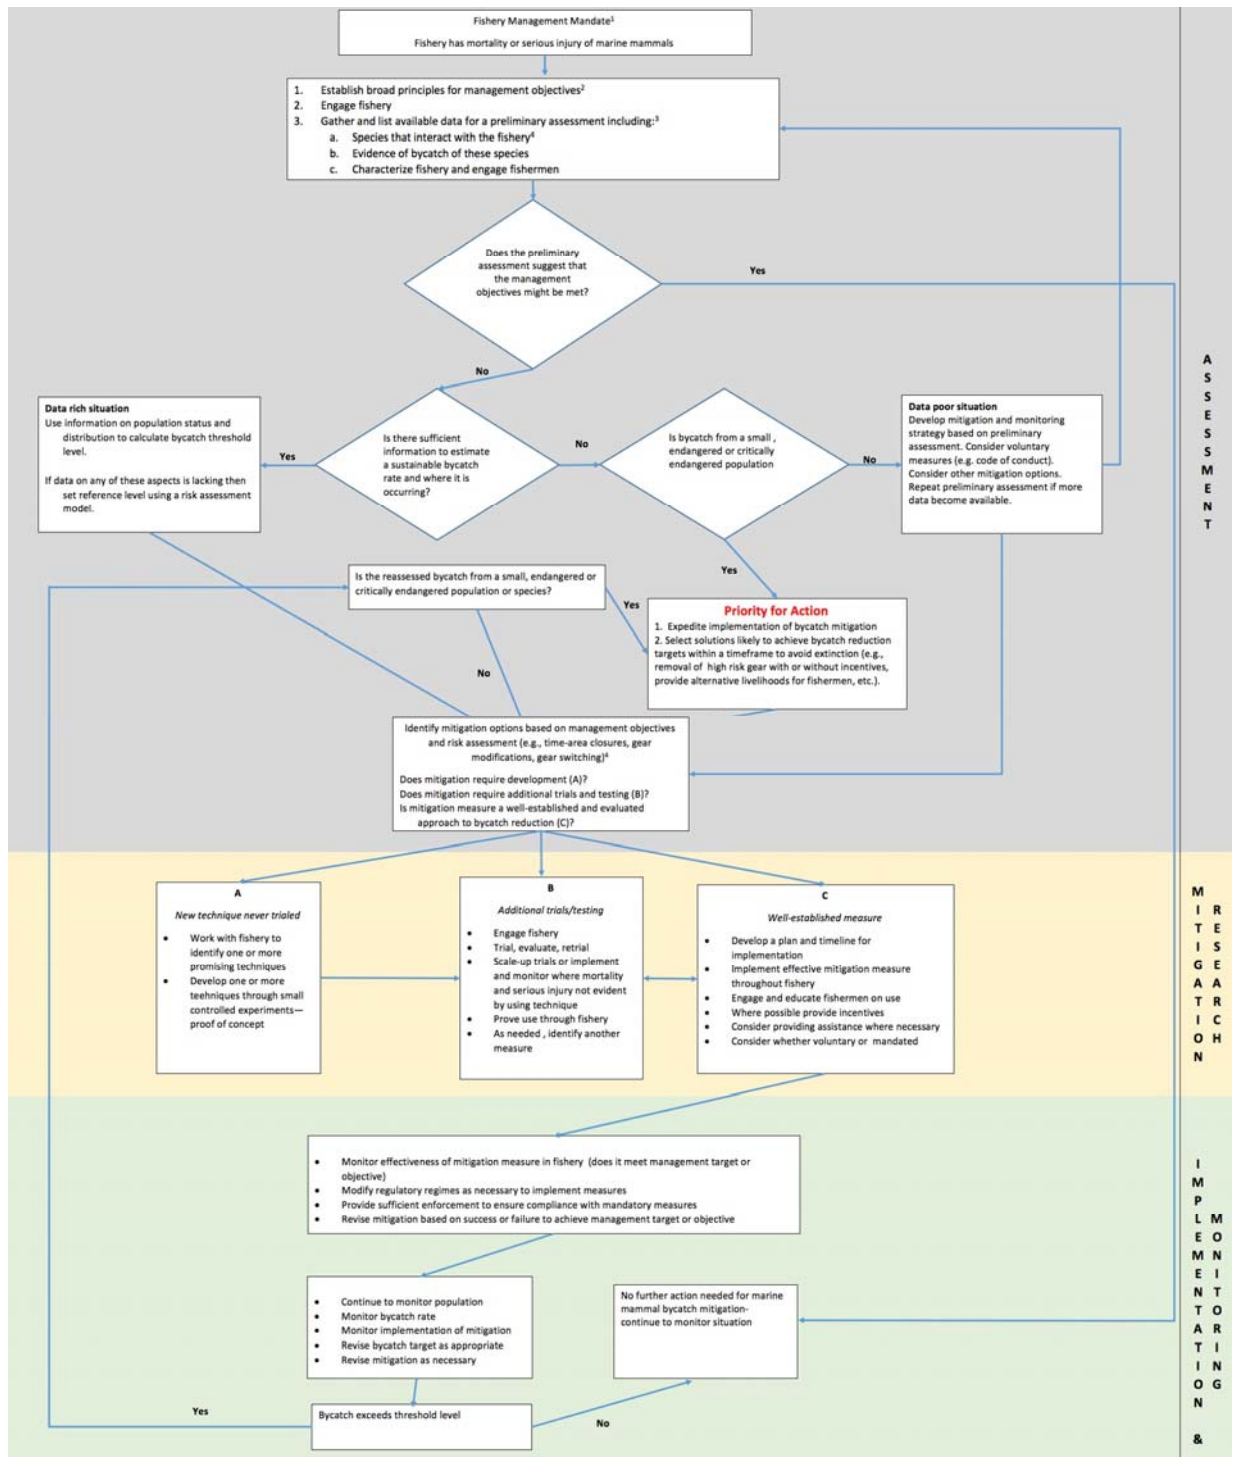 Fishery Management Mandate¹
Fishery has mortality or serious injury of marine mammals
1. Establish broad principles for management objectives²
2. Engage fishery
3. Gather and list available data for a preliminary assessment including:³
a. Species that interact with the fishery⁴
b. Evidence of bycatch of these species
c. Characterize fishery and engage fishermen
Does the preliminary
assessment suggest that
the management
objectives might be met?
Yes
No
Data rich situation
Use information on population status and
distribution to calculate bycatch threshold
level.
If data on any of these aspects is lacking then
set reference level using a risk assessment
model.
Yes
Is there sufficient
information to estimate
a sustainable bycatch
rate and where it is
occurring?
No
Is bycatch from a small ,
endangered or critically
endangered population
No
Data poor situation
Develop mitigation and monitoring
strategy based on preliminary
assessment. Consider voluntary
measures (e.g. code of conduct).
Consider other mitigation options.
Repeat preliminary assessment if more
data become available.
Yes
Is the reassessed bycatch from a small, endangered or
critically endangered population or species?
Yes
No
Priority for Action
1. Expedite implementation of bycatch mitigation
2. Select solutions likely to achieve bycatch reduction
targets within a timeframe to avoid extinction (e.g.,
removal of high risk gear with or without incentives,
provide alternative livelihoods for fishermen, etc.).
Identify mitigation options based on management objectives
and risk assessment (e.g., time-area closures, gear
modifications, gear switching)⁴
Does mitigation require development (A)?
Does mitigation require additional trials and testing (B)?
Is mitigation measure a well-established and evaluated
approach to bycatch reduction (C)?
ASSESSMENT
A
New technique never trialed
• Work with fishery to
identify one or more
promising techniques
• Develop one or more
teehniques through small
controlled experiments—
proof of concept
B
Additional trials/testing
• Engage fishery
• Trial, evaluate, retrial
• Scale-up trials or implement
and monitor where mortality
and serious injury not evident
by using technique
• Prove use through fishery
• As needed , identify another
measure
C
Well-established measure
• Develop a plan and timeline for
implementation
• Implement effective mitigation measure
throughout fishery
• Engage and educate fishermen on use
• Where possible provide incentives
• Consider providing assistance where necessary
• Consider whether voluntary or mandated
MITIGATION
RESEARCH
• Monitor effectiveness of mitigation measure in fishery (does it meet management target or
objective)
• Modify regulatory regimes as necessary to implement measures
• Provide sufficient enforcement to ensure compliance with mandatory measures
• Revise mitigation based on success or failure to achieve management target or objective
• Continue to monitor population
• Monitor bycatch rate
• Monitor implementation of mitigation
• Revise bycatch target as appropriate
• Revise mitigation as necessary
No further action needed for marine
mammal bycatch mitigation-
continue to monitor situation
Yes
Bycatch exceeds threshold level
No
IMPLEMENTATION &
MONITORING